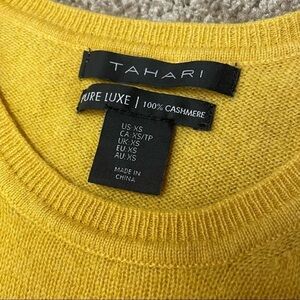 TAHARI
PURE LUXE | 100% CASHMERE
US XS
CA-XS/TP
UK-XS
EU-XS
AU-XS
MADE IN
CHINA